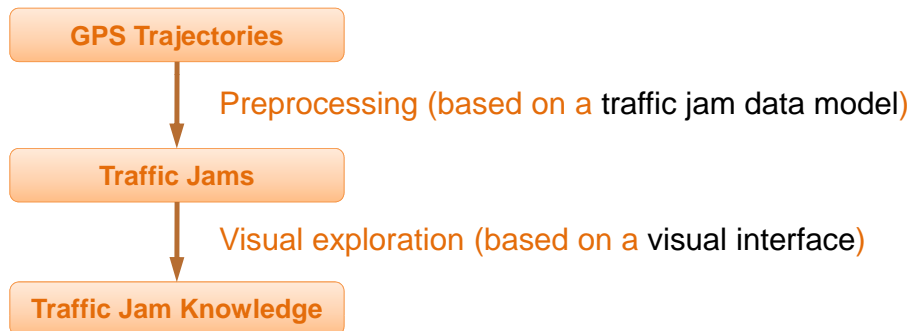 GPS Trajectories
Preprocessing (based on a traffic jam data model)
Traffic Jams
Visual exploration (based on a visual interface)
Traffic Jam Knowledge